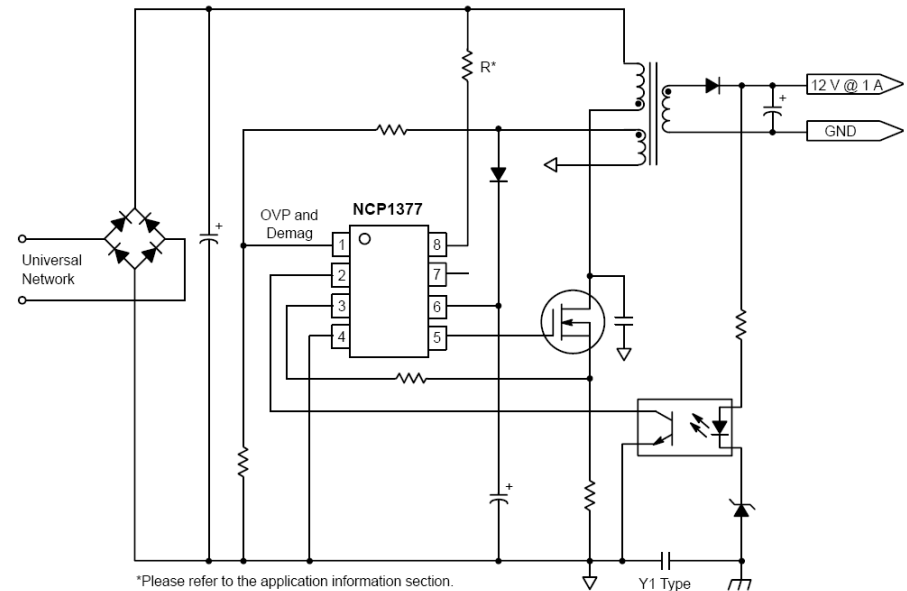 R*
12 V @ 1 A
+
GND
NCP1377
OVP and
Demag
+
1
8
Universal
Network
2
7
3
6
4
5
+
*Please refer to the application information section.
Y1 Type